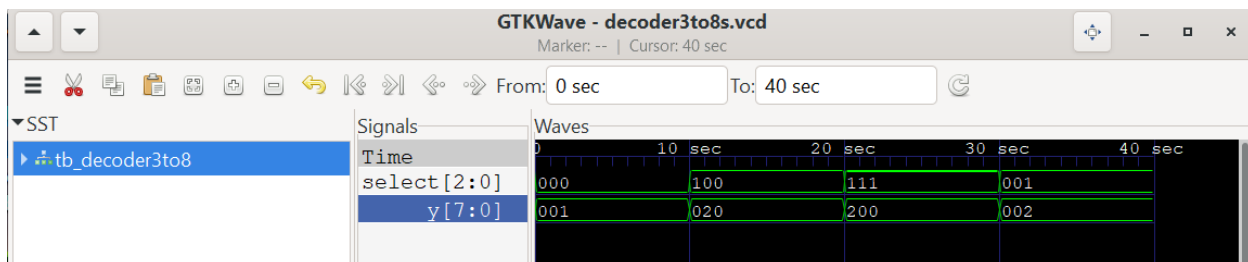 GTKWave - decoder3to8s.vcd
Marker: -- | Cursor: 40 sec
From: 0 sec To: 40 sec
SST
tb_decoder3to8
Signals
Time
select[2:0]
y[7:0]
Waves
0 10 sec 20 sec 30 sec 40 sec
000 100 111 001
001 020 200 002